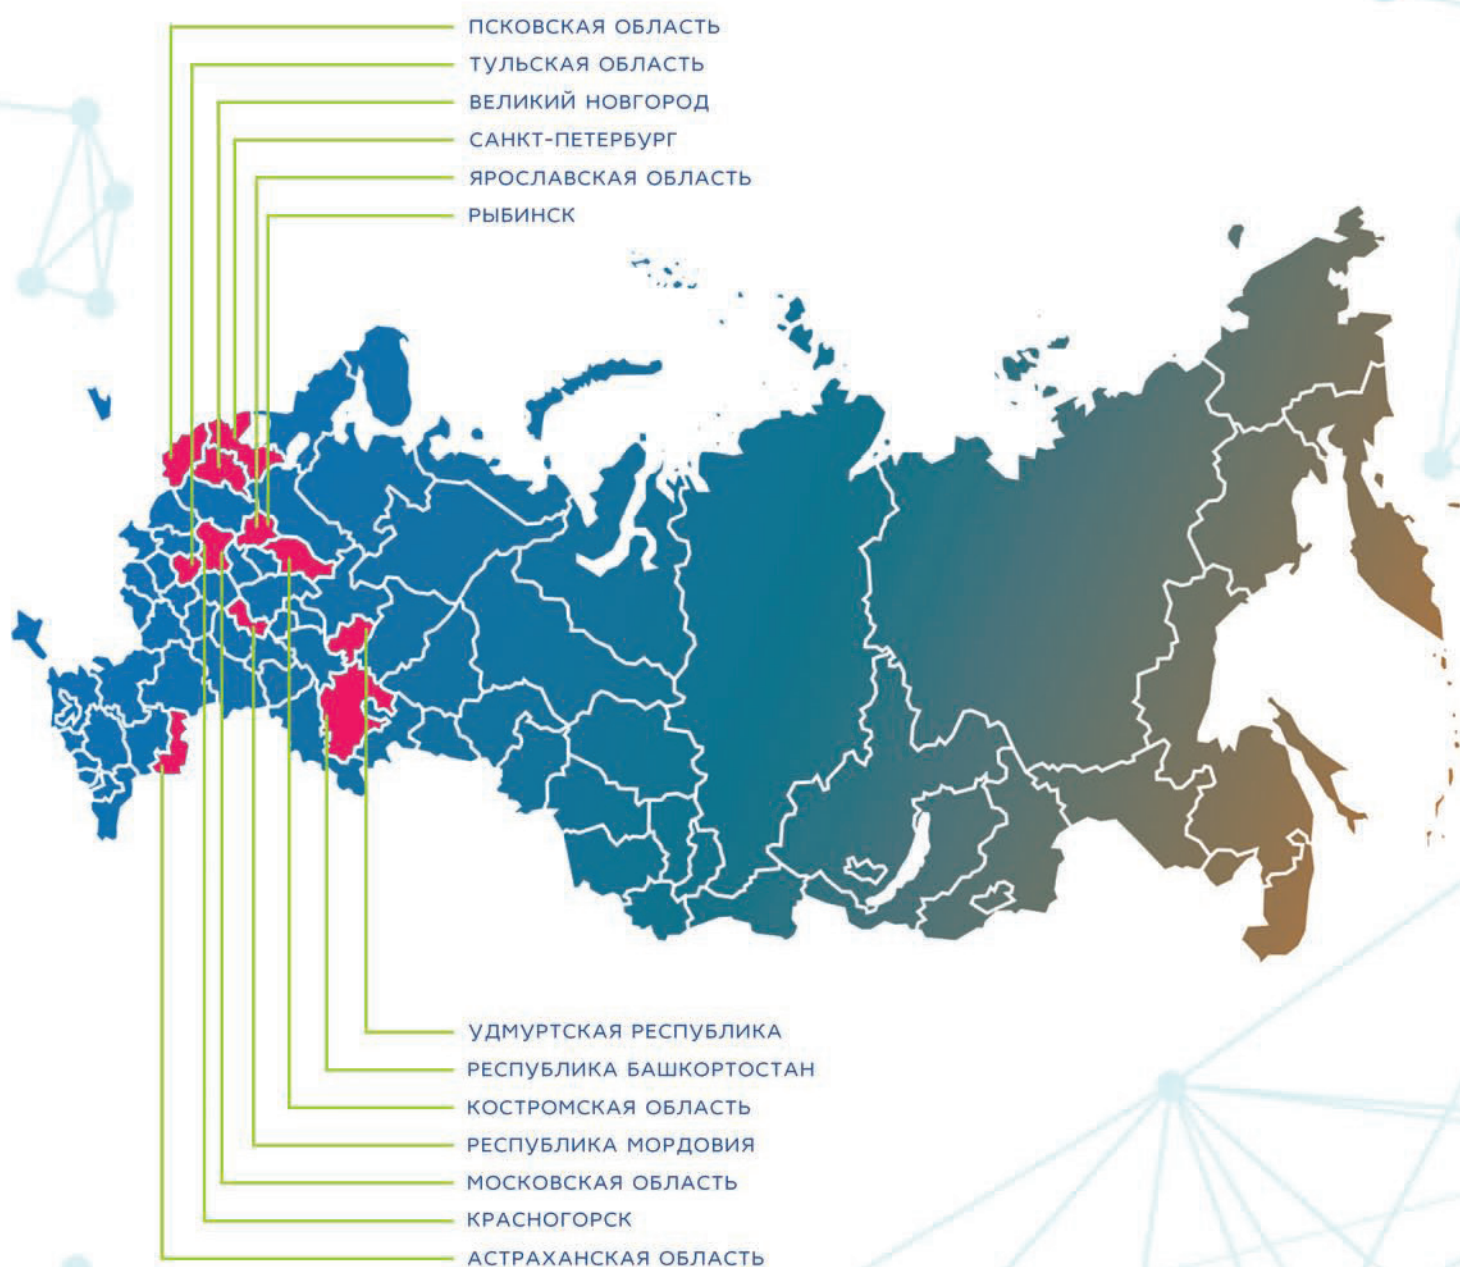 ПСКОВСКАЯ ОБЛАСТЬ
ТУЛЬСКАЯ ОБЛАСТЬ
ВЕЛИКИЙ НОВГОРОД
САНКТ-ПЕТЕРБУРГ
ЯРОСЛАВСКАЯ ОБЛАСТЬ
РЫБИНСК
УДМУРТСКАЯ РЕСПУБЛИКА
РЕСПУБЛИКА БАШКОРТОСТАН
КОСТРОМСКАЯ ОБЛАСТЬ
РЕСПУБЛИКА МОРДОВИЯ
МОСКОВСКАЯ ОБЛАСТЬ
КРАСНОГОРСК
АСТРАХАНСКАЯ ОБЛАСТЬ